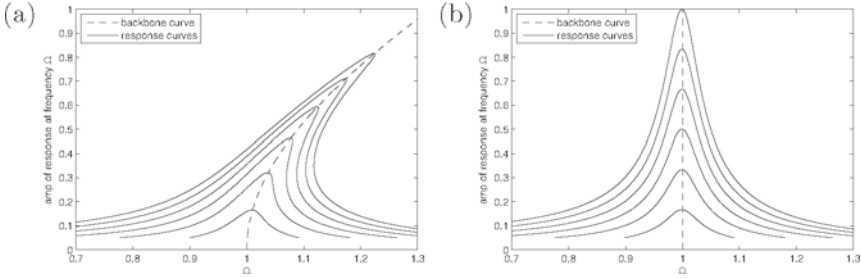 (a)
amp of response at frequency Ω
1
0.9
0.8
0.7
0.6
0.5
0.4
0.3
0.2
0.1
0
backbone curve
response curves
0.7 0.8 0.9 1 1.1 1.2 1.3
Ω
(b)
amp of response at frequency Ω
1
0.9
0.8
0.7
0.6
0.5
0.4
0.3
0.2
0.1
0
backbone curve
response curves
0.7 0.8 0.9 1 1.1 1.2 1.3
Ω